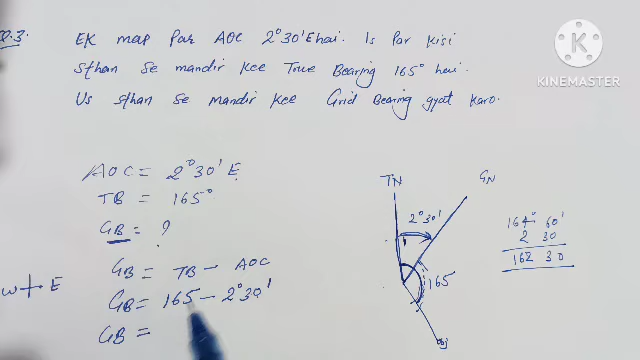 Q.3. EK map Par AOC 2°30'E hai. Is Par Kisi
Sthan Se mandir Kee True Bearing 165° hai.
Us Sthan Se mandir Kee Grid Bearing gyat Karo.
K
KINEMASTER
AOC = 2°30' E.
TB = 165°
GB = ?
GB = TB - AOC
W E
GB = 165 - 2°30'
GB =
TN
GN
2°30'
165
obj
164° 60'
2 30
162 30